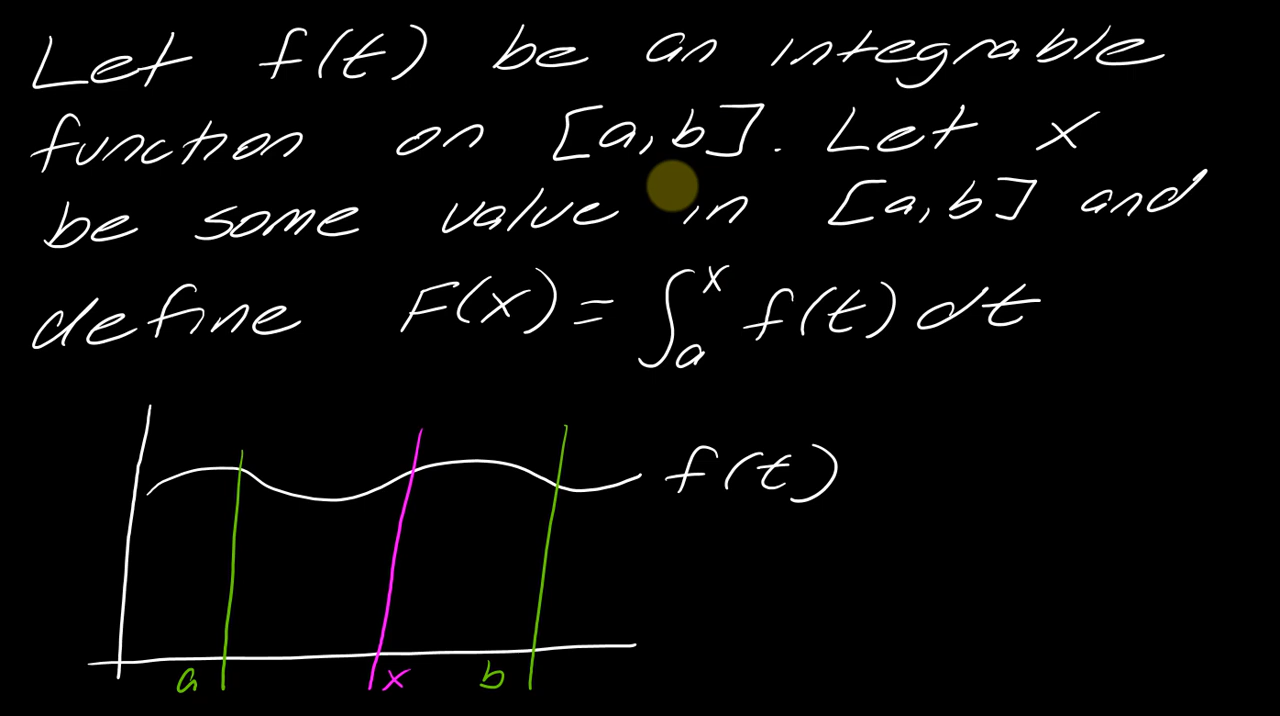 Let f(t) be an integrable
function on [a,b]. Let x
be some value in [a,b] and
define F(x)=∫ₐˣ f(t) dt
f(t)
a x b